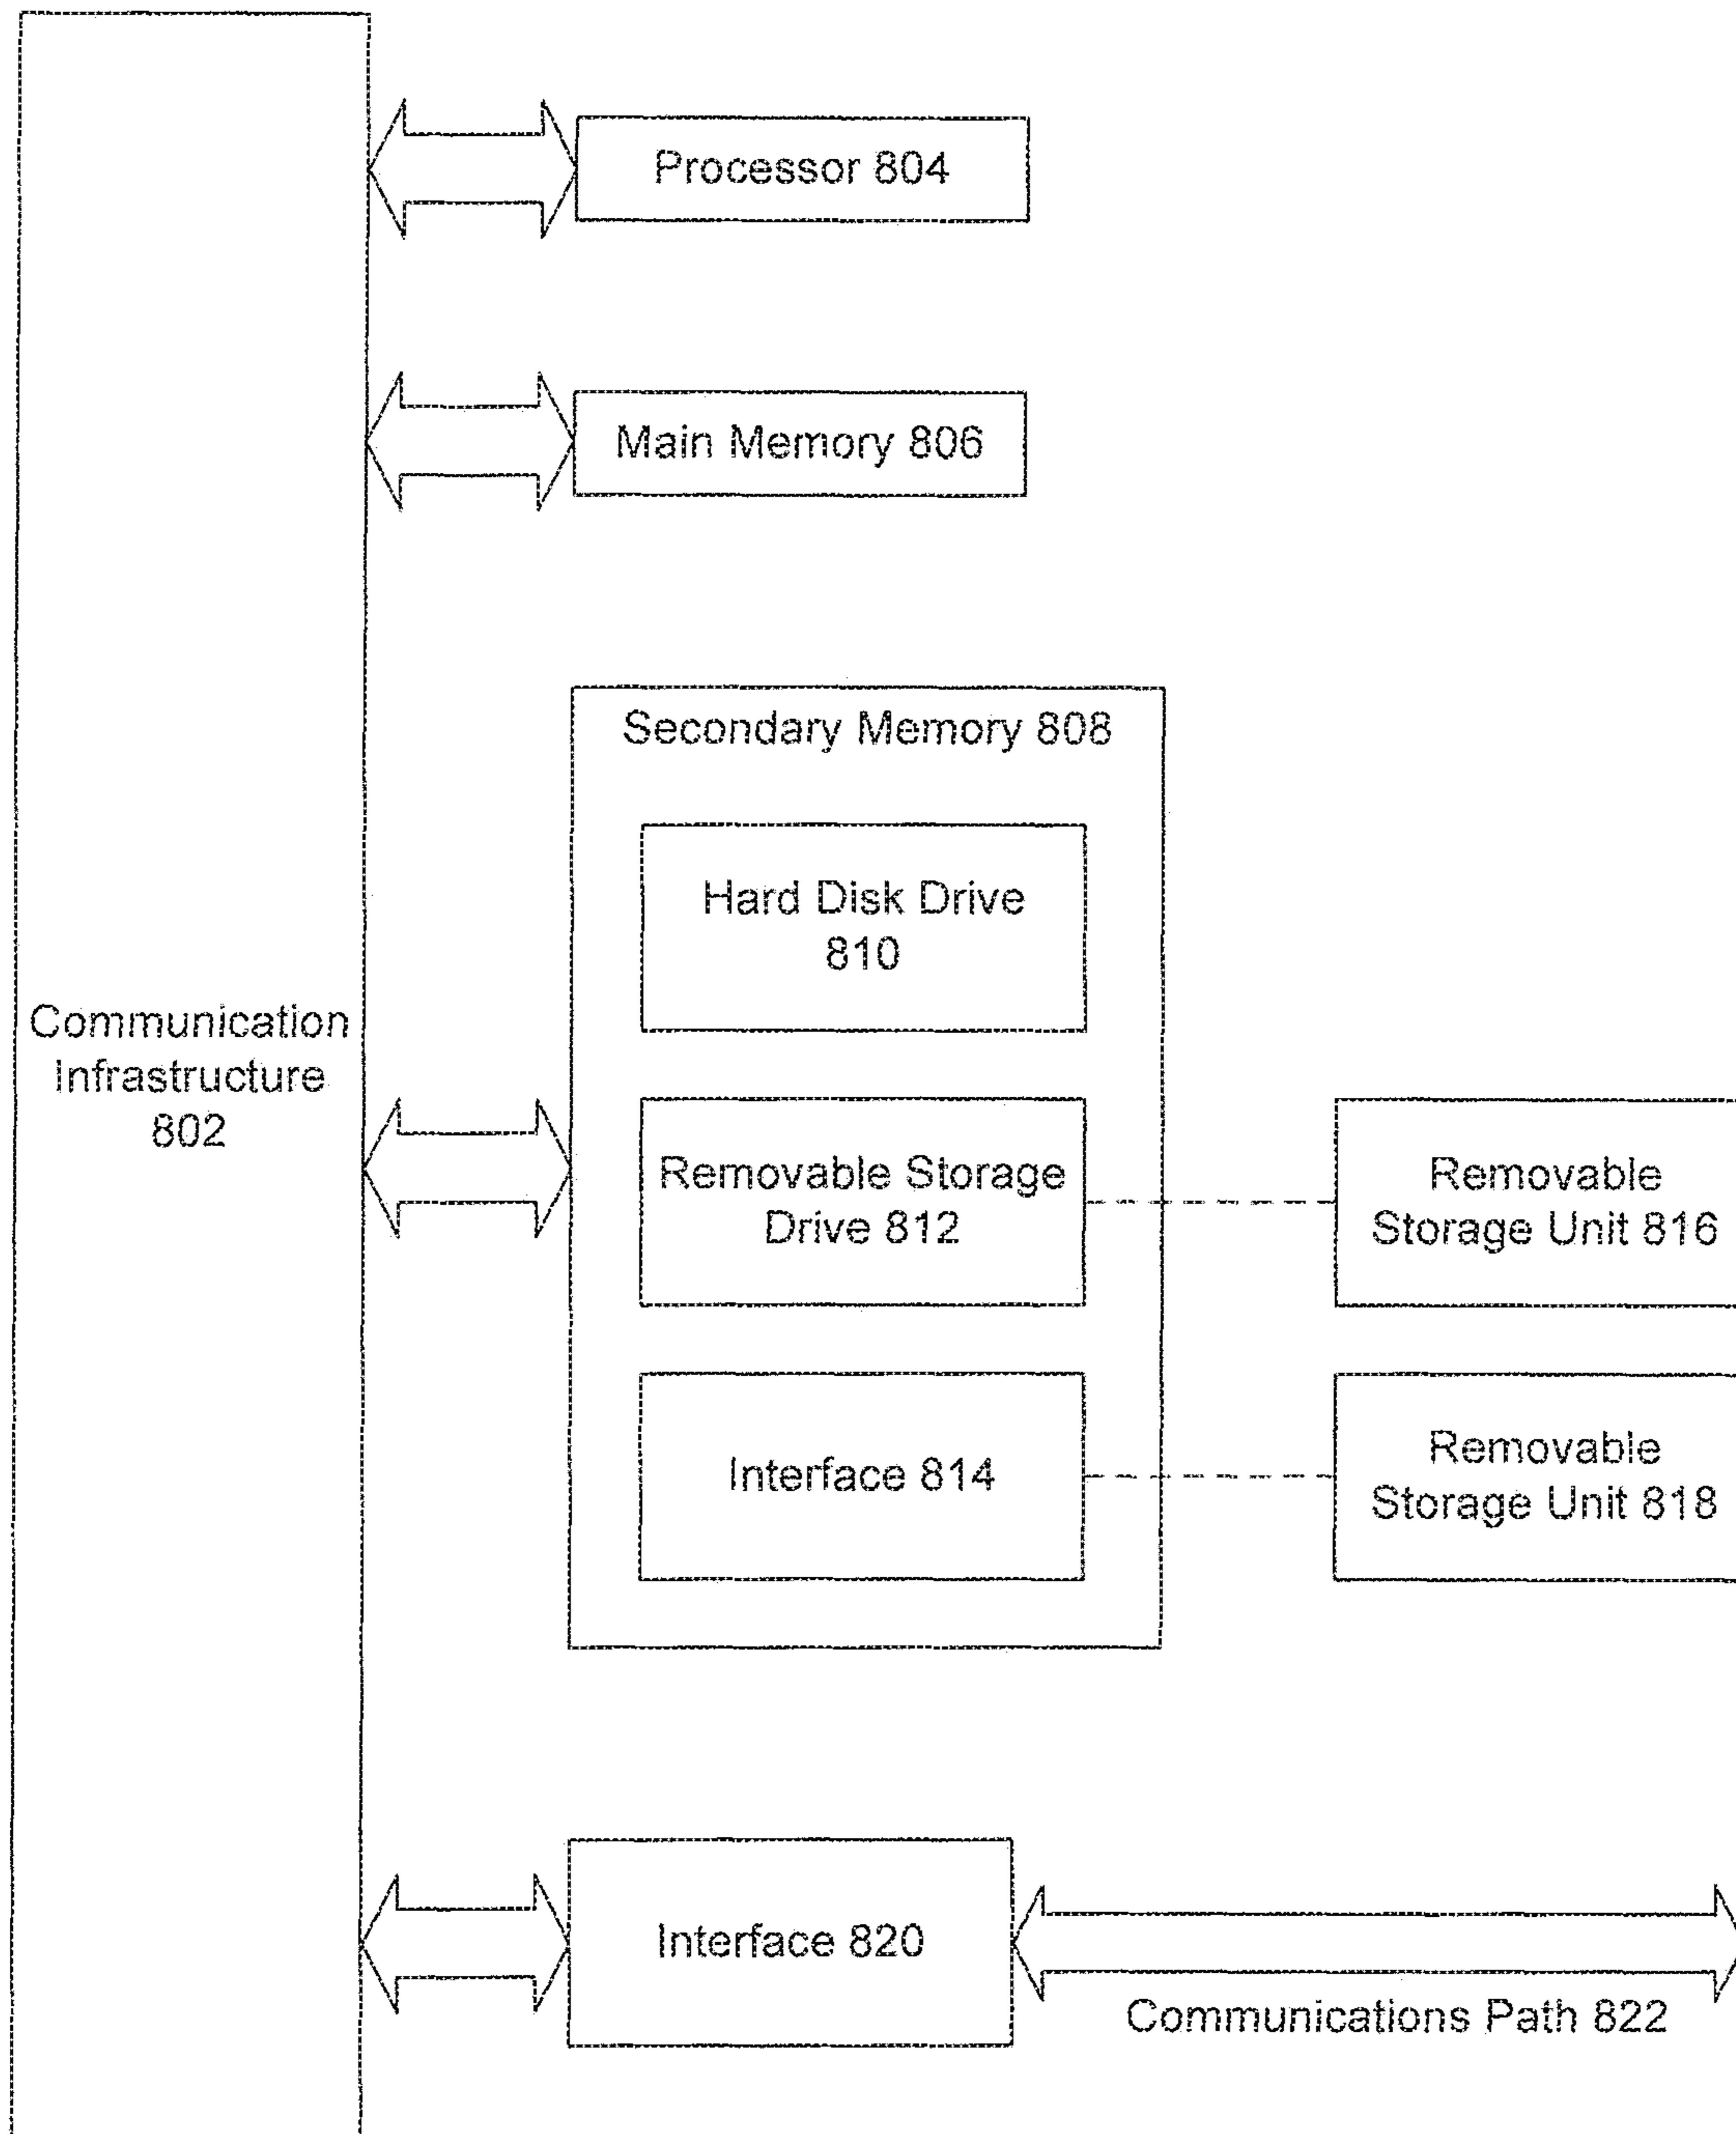 Processor 804
Main Memory 806
Secondary Memory 808
Hard Disk Drive
810
Communication
Infrastructure
802
Removable Storage
Drive 812
Removable
Storage Unit 816
Interface 814
Removable
Storage Unit 818
Interface 820
Communications Path 822